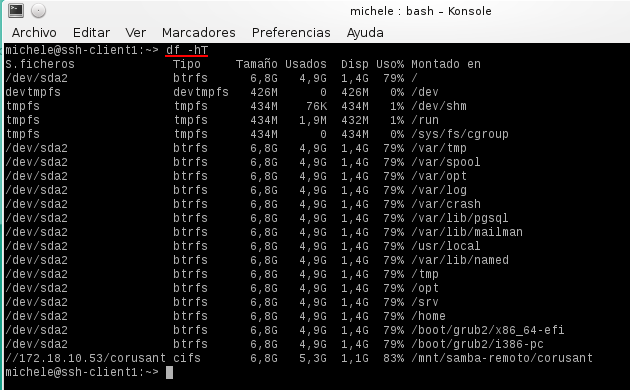 michele : bash – Konsole
Archivo Editar Ver Marcadores Preferencias Ayuda
michele@ssh-client1:~> df -hT
S.ficheros Tipo Tamaño Usados Disp Uso% Montado en
/dev/sda2 btrfs 6,8G 4,9G 1,4G 79% /
devtmpfs devtmpfs 426M 0 426M 0% /dev
tmpfs tmpfs 434M 76K 434M 1% /dev/shm
tmpfs tmpfs 434M 1,9M 432M 1% /run
tmpfs tmpfs 434M 0 434M 0% /sys/fs/cgroup
/dev/sda2 btrfs 6,8G 4,9G 1,4G 79% /var/tmp
/dev/sda2 btrfs 6,8G 4,9G 1,4G 79% /var/spool
/dev/sda2 btrfs 6,8G 4,9G 1,4G 79% /var/opt
/dev/sda2 btrfs 6,8G 4,9G 1,4G 79% /var/log
/dev/sda2 btrfs 6,8G 4,9G 1,4G 79% /var/crash
/dev/sda2 btrfs 6,8G 4,9G 1,4G 79% /var/lib/pgsql
/dev/sda2 btrfs 6,8G 4,9G 1,4G 79% /var/lib/mailman
/dev/sda2 btrfs 6,8G 4,9G 1,4G 79% /usr/local
/dev/sda2 btrfs 6,8G 4,9G 1,4G 79% /var/lib/named
/dev/sda2 btrfs 6,8G 4,9G 1,4G 79% /tmp
/dev/sda2 btrfs 6,8G 4,9G 1,4G 79% /opt
/dev/sda2 btrfs 6,8G 4,9G 1,4G 79% /srv
/dev/sda2 btrfs 6,8G 4,9G 1,4G 79% /home
/dev/sda2 btrfs 6,8G 4,9G 1,4G 79% /boot/grub2/x86_64-efi
/dev/sda2 btrfs 6,8G 4,9G 1,4G 79% /boot/grub2/i386-pc
//172.18.10.53/corusant cifs 6,8G 5,3G 1,1G 83% /mnt/samba-remoto/corusant
michele@ssh-client1:~>